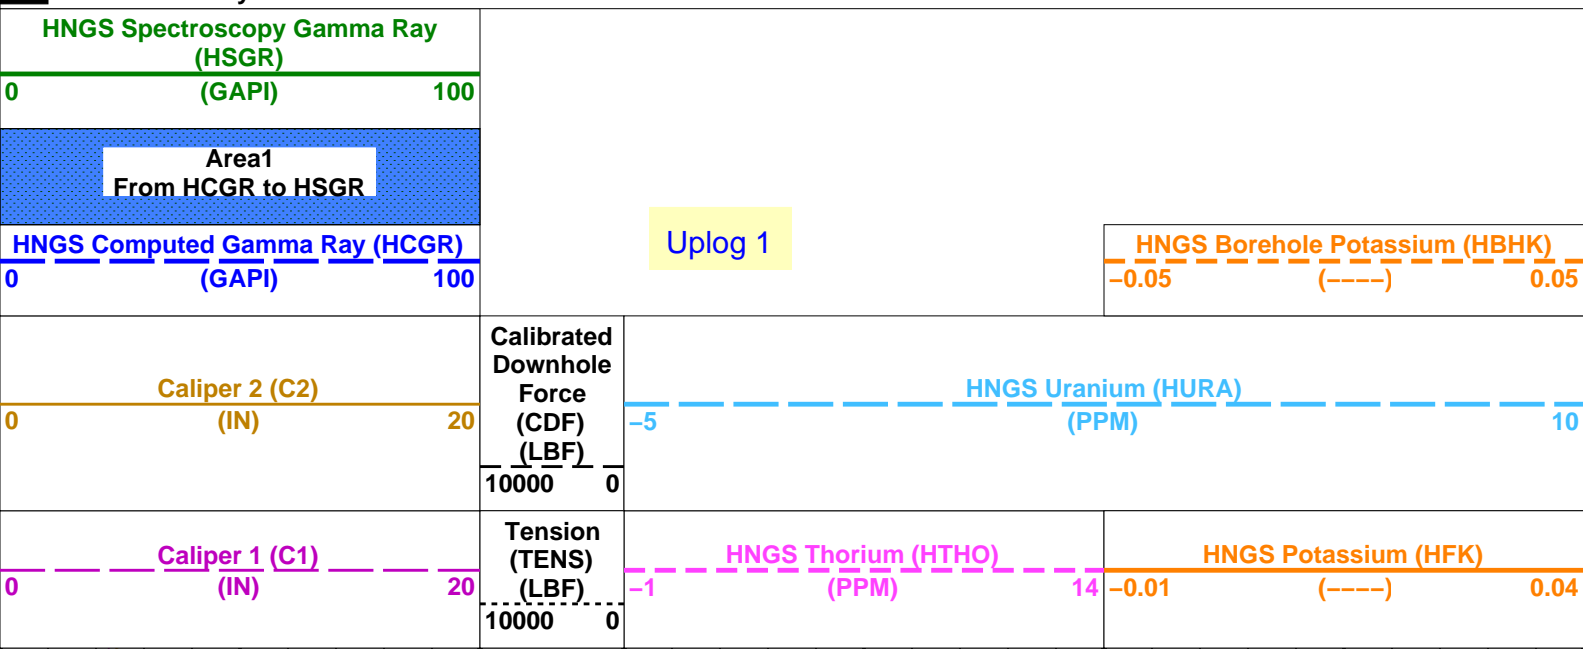 HNGS Spectroscopy Gamma Ray
(HSGR)
0 (GAPI) 100
Area1
From HCGR to HSGR
HNGS Computed Gamma Ray (HCGR)
0 (GAPI) 100
Uplog 1
HNGS Borehole Potassium (HBHK)
−0.05 (−−−−) 0.05
Caliper 2 (C2)
0 (IN) 20
Calibrated
Downhole
Force
(CDF)
(LBF)
10000 0
HNGS Uranium (HURA)
−5 (PPM) 10
Caliper 1 (C1)
0 (IN) 20
Tension
(TENS)
(LBF)
10000 0
HNGS Thorium (HTHO)
−1 (PPM) 14
HNGS Potassium (HFK)
−0.01 (−−−−) 0.04